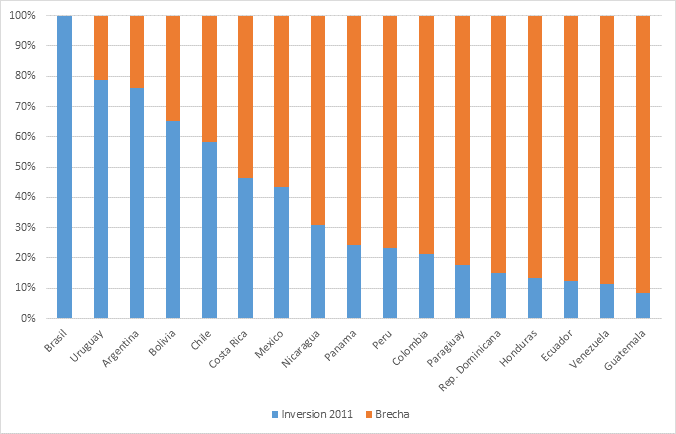 100%
90%
80%
70%
60%
50%
40%
30%
20%
10%
0%
Brasil
Uruguay
Argentina
Bolivia
Chile
Costa Rica
Mexico
Nicaragua
Panama
Peru
Colombia
Paragiuay
Rep. Dominicana
Honduras
Ecuador
Venezuela
Guatemala
Inversion 2011 Brecha